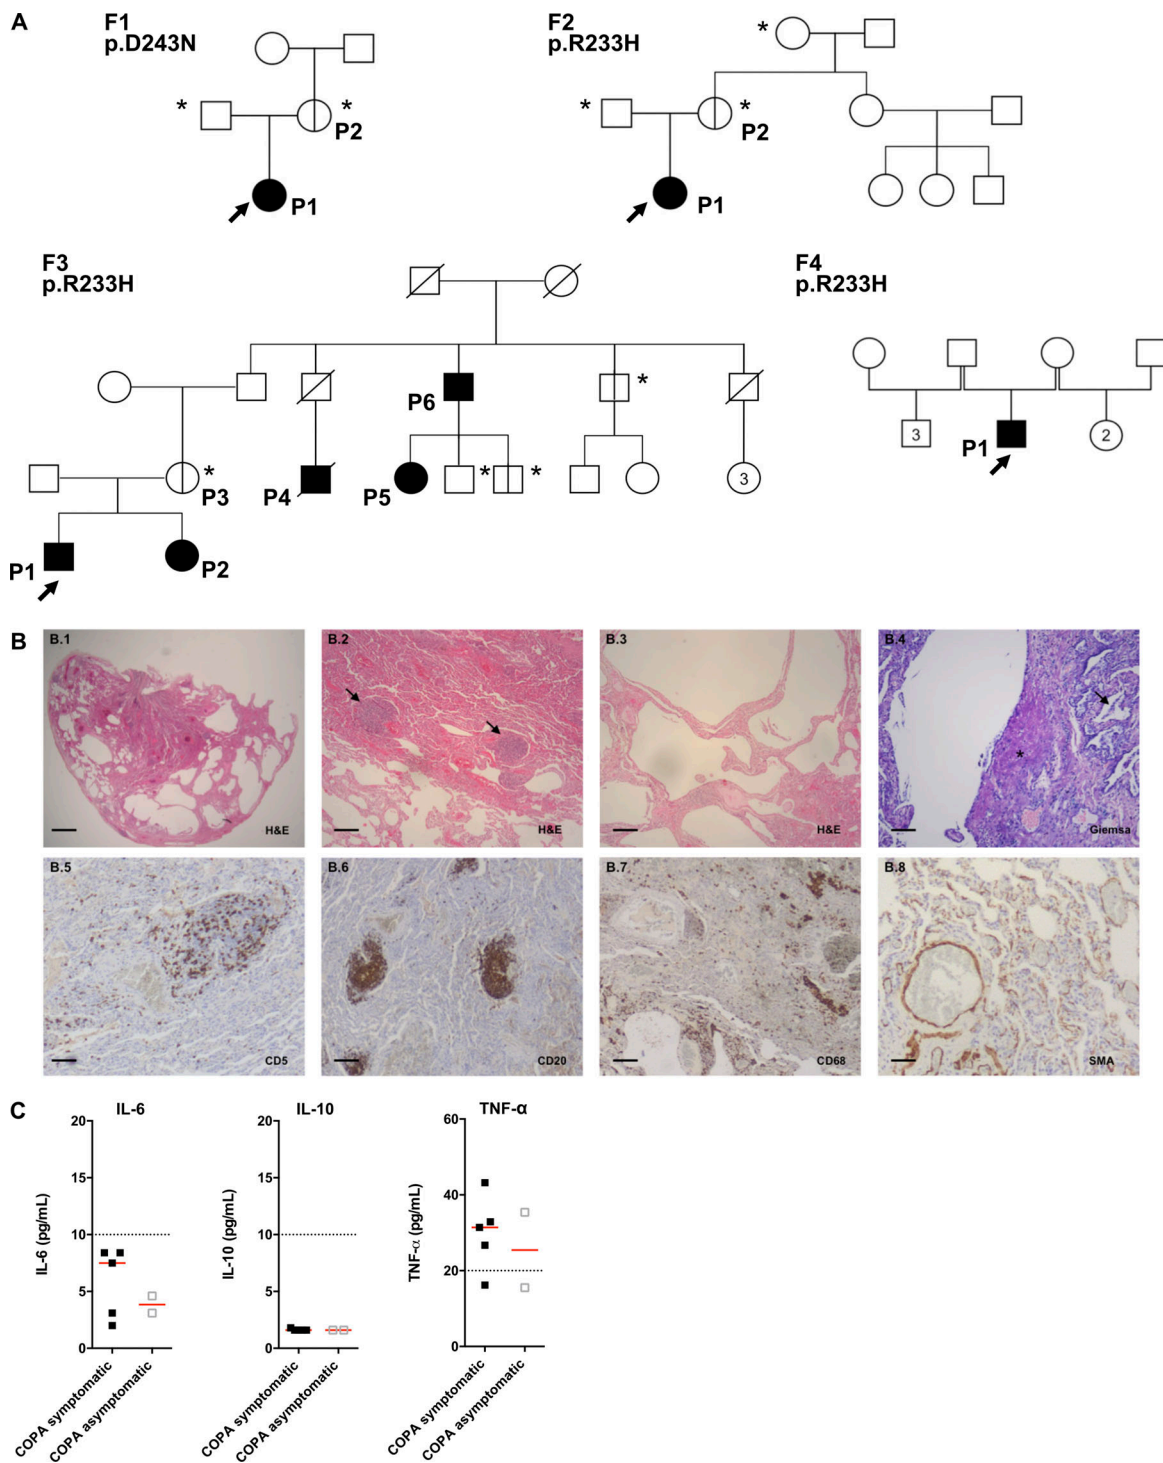 A
F1
p.D243N
*
*
P2
P1
F2
p.R233H
*
*
*
P2
P1
F3
p.R233H
P6
*
*
P3
P4
P5
*
*
3
P1
P2
F4
p.R233H
3
P1
2
B
B.1
H&E
B.2
H&E
B.3
H&E
B.4
*
Giemsa
B.5
CD5
B.6
CD20
B.7
CD68
B.8
SMA
C
IL-6
IL-6 (pg/mL)
20
15
10
5
0
COPA symptomatic
COPA asymptomatic
IL-10
IL-10 (pg/mL)
20
15
10
5
0
COPA symptomatic
COPA asymptomatic
TNF-α
TNF-α (pg/mL)
60
40
20
0
COPA symptomatic
COPA asymptomatic